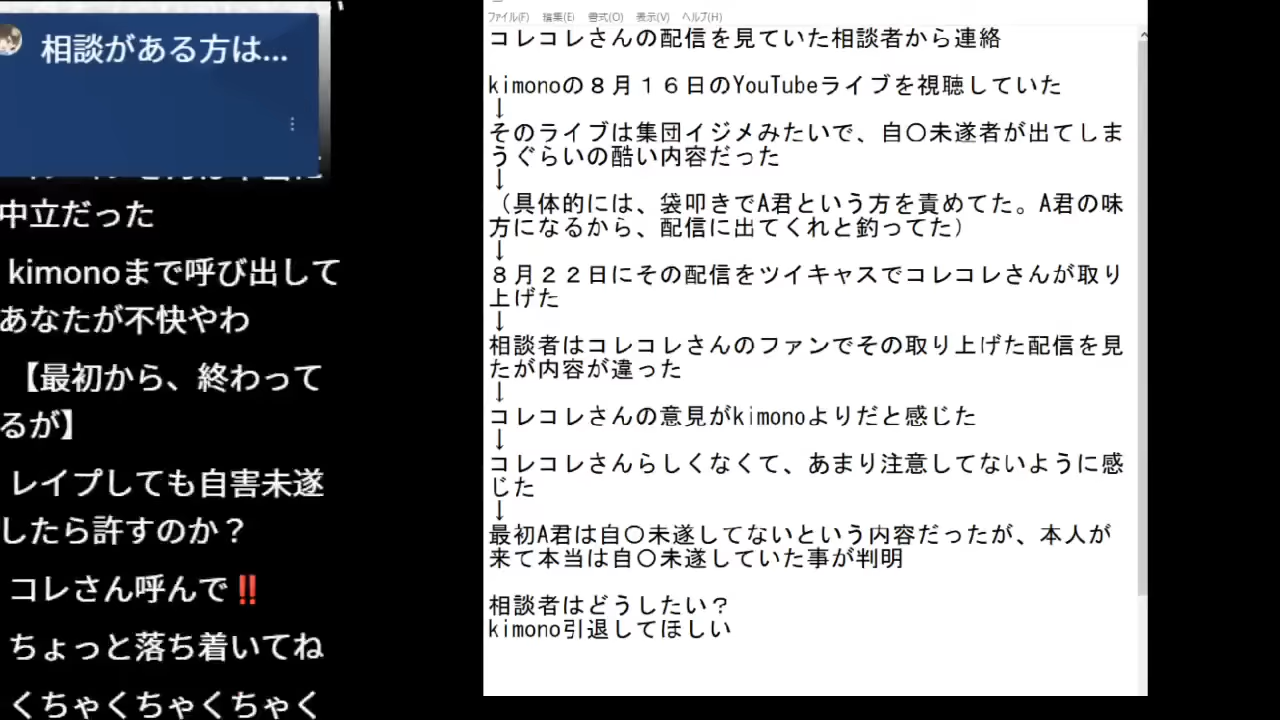 相談がある方は...
中立だった
kimonoまで呼び出して
あなたが不快やわ
【最初から、終わって
るが】
レイプしても自害未遂
したら許すのか？
コレさん呼んで‼️
ちょっと落ち着いてね
くちゃくちゃくちゃく
ファイル(F) 編集(E) 書式(O) 表示(V) ヘルプ(H)
コレコレさんの配信を見ていた相談者から連絡
kimonoの８月１６日のYouTubeライブを視聴していた
↓
そのライブは集団イジメみたいで、自〇未遂者が出てしま
うぐらいの酷い内容だった
↓
（具体的には、袋叩きでA君という方を責めてた。A君の味
方になるから、配信に出てくれと釣ってた）
↓
８月２２日にその配信をツイキャスでコレコレさんが取り
上げた
↓
相談者はコレコレさんのファンでその取り上げた配信を見
たが内容が違った
↓
コレコレさんの意見がkimonoよりだと感じた
↓
コレコレさんらしくなくて、あまり注意してないように感
じた
↓
最初A君は自〇未遂してないという内容だったが、本人が
来て本当は自〇未遂していた事が判明
相談者はどうしたい？
kimono引退してほしい